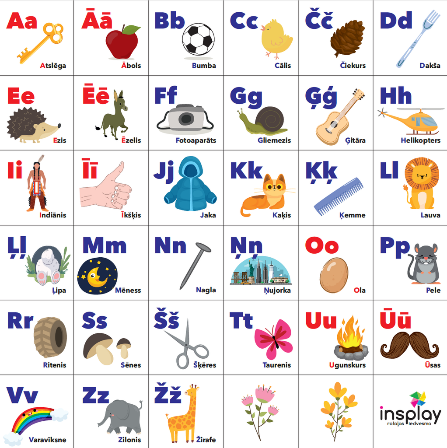 Aa Āā Bb Cc Čč Dd
Atslēga Ābols Bumba Cālis Čiekurs Dakša
Ee Ēē Ff Gg Ģģ Hh
Ezis Ēzelis Fotoaparāts Gliemezis Ģitāra Helikopters
Ii Īī Jj Kk Ķķ Ll
Indiānis Īkšķis Jaka Kaķis Ķemme Lauva
Ļļ Mm Nn Ņņ Oo Pp
Ļipa Mēness Nagla Ņujorka Ola Pele
Rr Ss Šš Tt Uu Ūū
Ritenis Sēnes Šķēres Taurenis Ugunskurs Ūsas
Vv Zz Žž
insplay
rotaļas iedvesma
Varavīksne Zilonis Žirafe